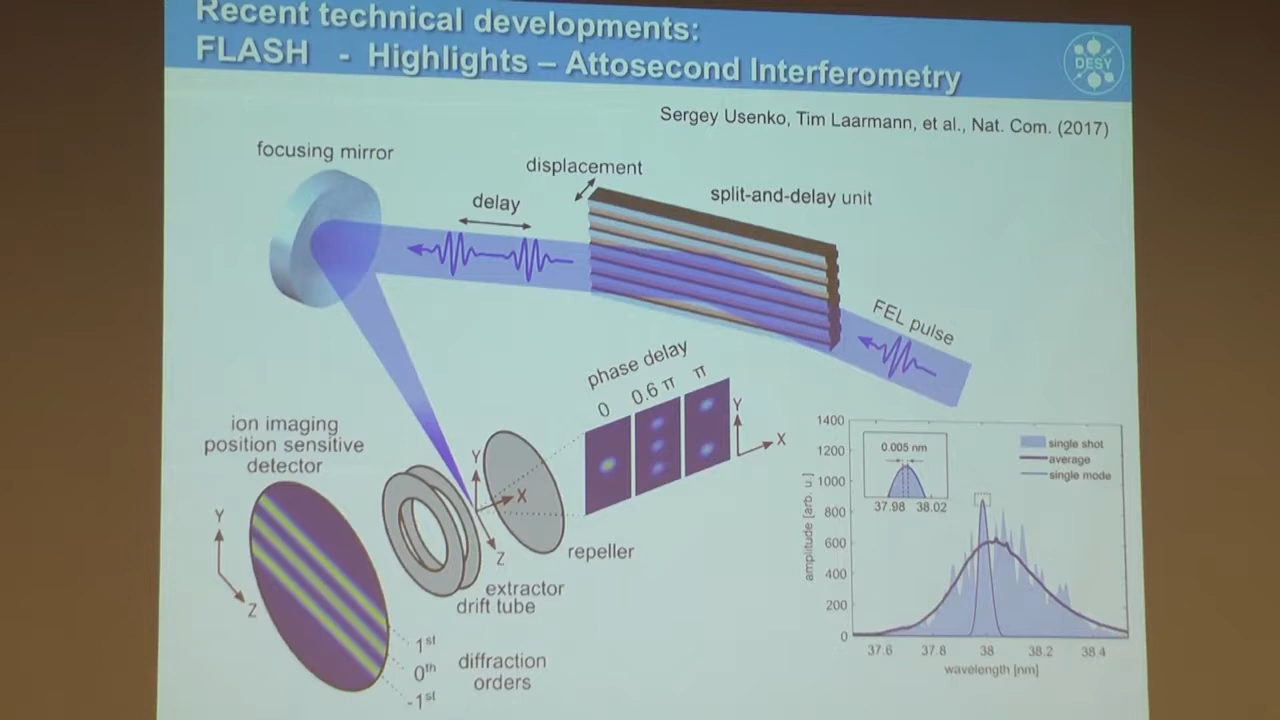 Recent technical developments:
FLASH - Highlights – Attosecond Interferometry
DESY
Sergey Usenko, Tim Laarmann, et al., Nat. Com. (2017)
focusing mirror
displacement
delay
split-and-delay unit
FEL pulse
phase delay
0 0.6 π π
Y
X
ion imaging
position sensitive
detector
Y
Z
Y
X
Z
repeller
extractor
drift tube
1st
0th
-1st
diffraction
orders
1400
1200
1000
800
600
400
200
0
amplitude [arb. u.]
0.005 nm
37.98 38.02
single shot
average
single mode
37.6 37.8 38 38.2 38.4
wavelength [nm]